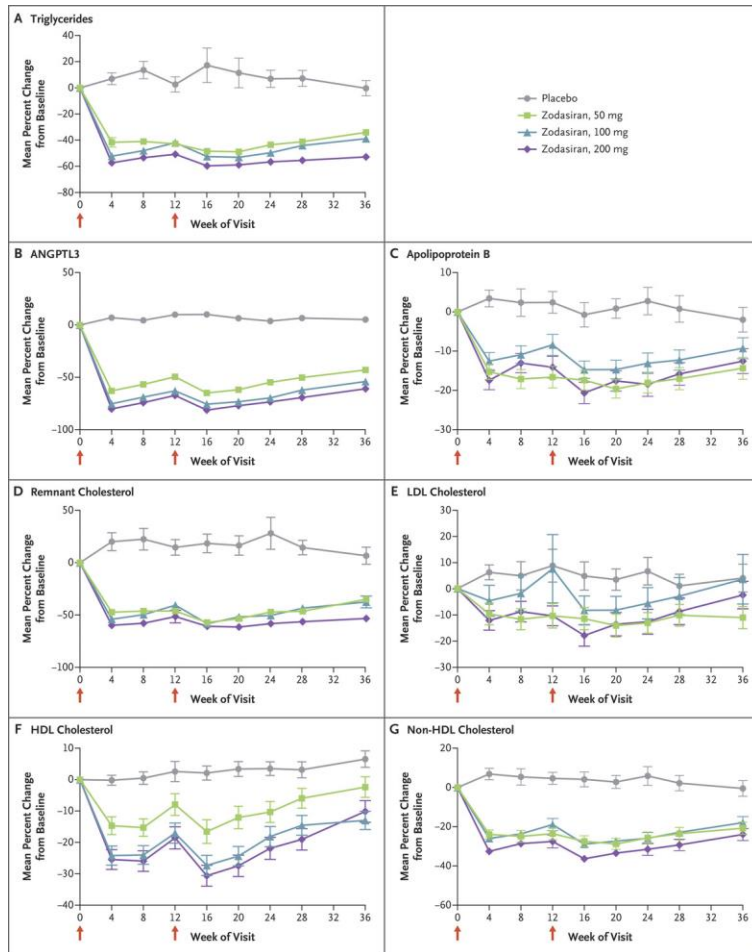 A Triglycerides
Mean Percent Change
from Baseline
40
20
0
−20
−40
−60
−80
0 4 8 12 16 20 24 28 32 36
Week of Visit
Placebo
Zodasiran, 50 mg
Zodasiran, 100 mg
Zodasiran, 200 mg
B ANGPTL3
Mean Percent Change
from Baseline
50
0
−50
−100
0 4 8 12 16 20 24 28 32 36
Week of Visit
C Apolipoprotein B
Mean Percent Change
from Baseline
10
0
−10
−20
−30
0 4 8 12 16 20 24 28 32 36
Week of Visit
D Remnant Cholesterol
Mean Percent Change
from Baseline
50
0
−50
−100
0 4 8 12 16 20 24 28 32 36
Week of Visit
E LDL Cholesterol
Mean Percent Change
from Baseline
30
20
10
0
−10
−20
−30
0 4 8 12 16 20 24 28 32 36
Week of Visit
F HDL Cholesterol
Mean Percent Change
from Baseline
10
0
−10
−20
−30
−40
0 4 8 12 16 20 24 28 32 36
Week of Visit
G Non-HDL Cholesterol
Mean Percent Change
from Baseline
20
0
−20
−40
−60
0 4 8 12 16 20 24 28 32 36
Week of Visit